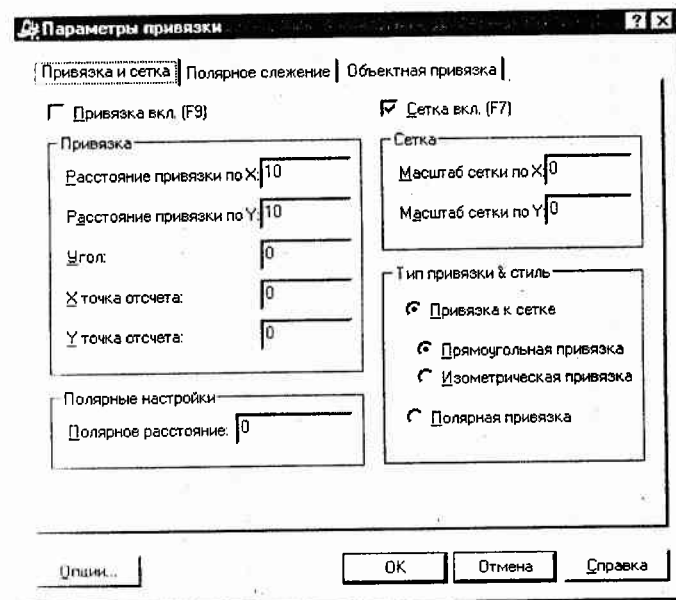 Параметры привязки
Привязка и сетка Полярное слежение Объектная привязка
Привязка вкл. (F9)
Сетка вкл. (F7)
Привязка
Расстояние привязки по X: 10
Расстояние привязки по Y: 10
Угол: 0
X точка отсчета: 0
Y точка отсчета: 0
Полярные настройки
Полярное расстояние: 0
Сетка
Масштаб сетки по X: 0
Масштаб сетки по Y: 0
Тип привязки & стиль
Привязка к сетке
Прямоугольная привязка
Изометрическая привязка
Полярная привязка
Опции... OK Отмена Справка